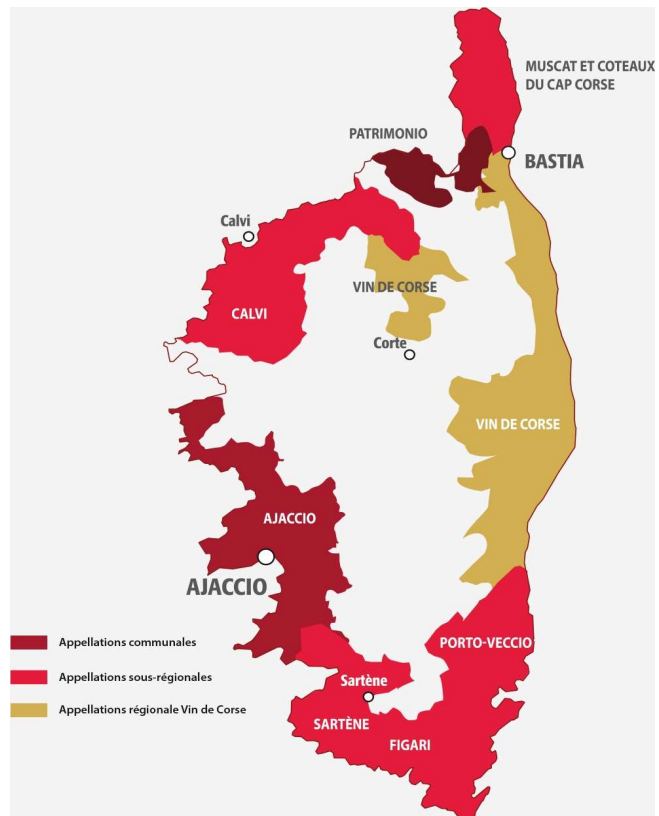 MUSCAT ET COTEAUX
DU CAP CORSE
PATRIMONIO
BASTIA
Calvi
VIN DE CORSE
CALVI
Corte
VIN DE CORSE
AJACCIO
AJACCIO
Appellations communales
PORTO-VECCIO
Appellations sous-régionales
Sartène
Appellations régionale Vin de Corse
SARTÈNE
FIGARI